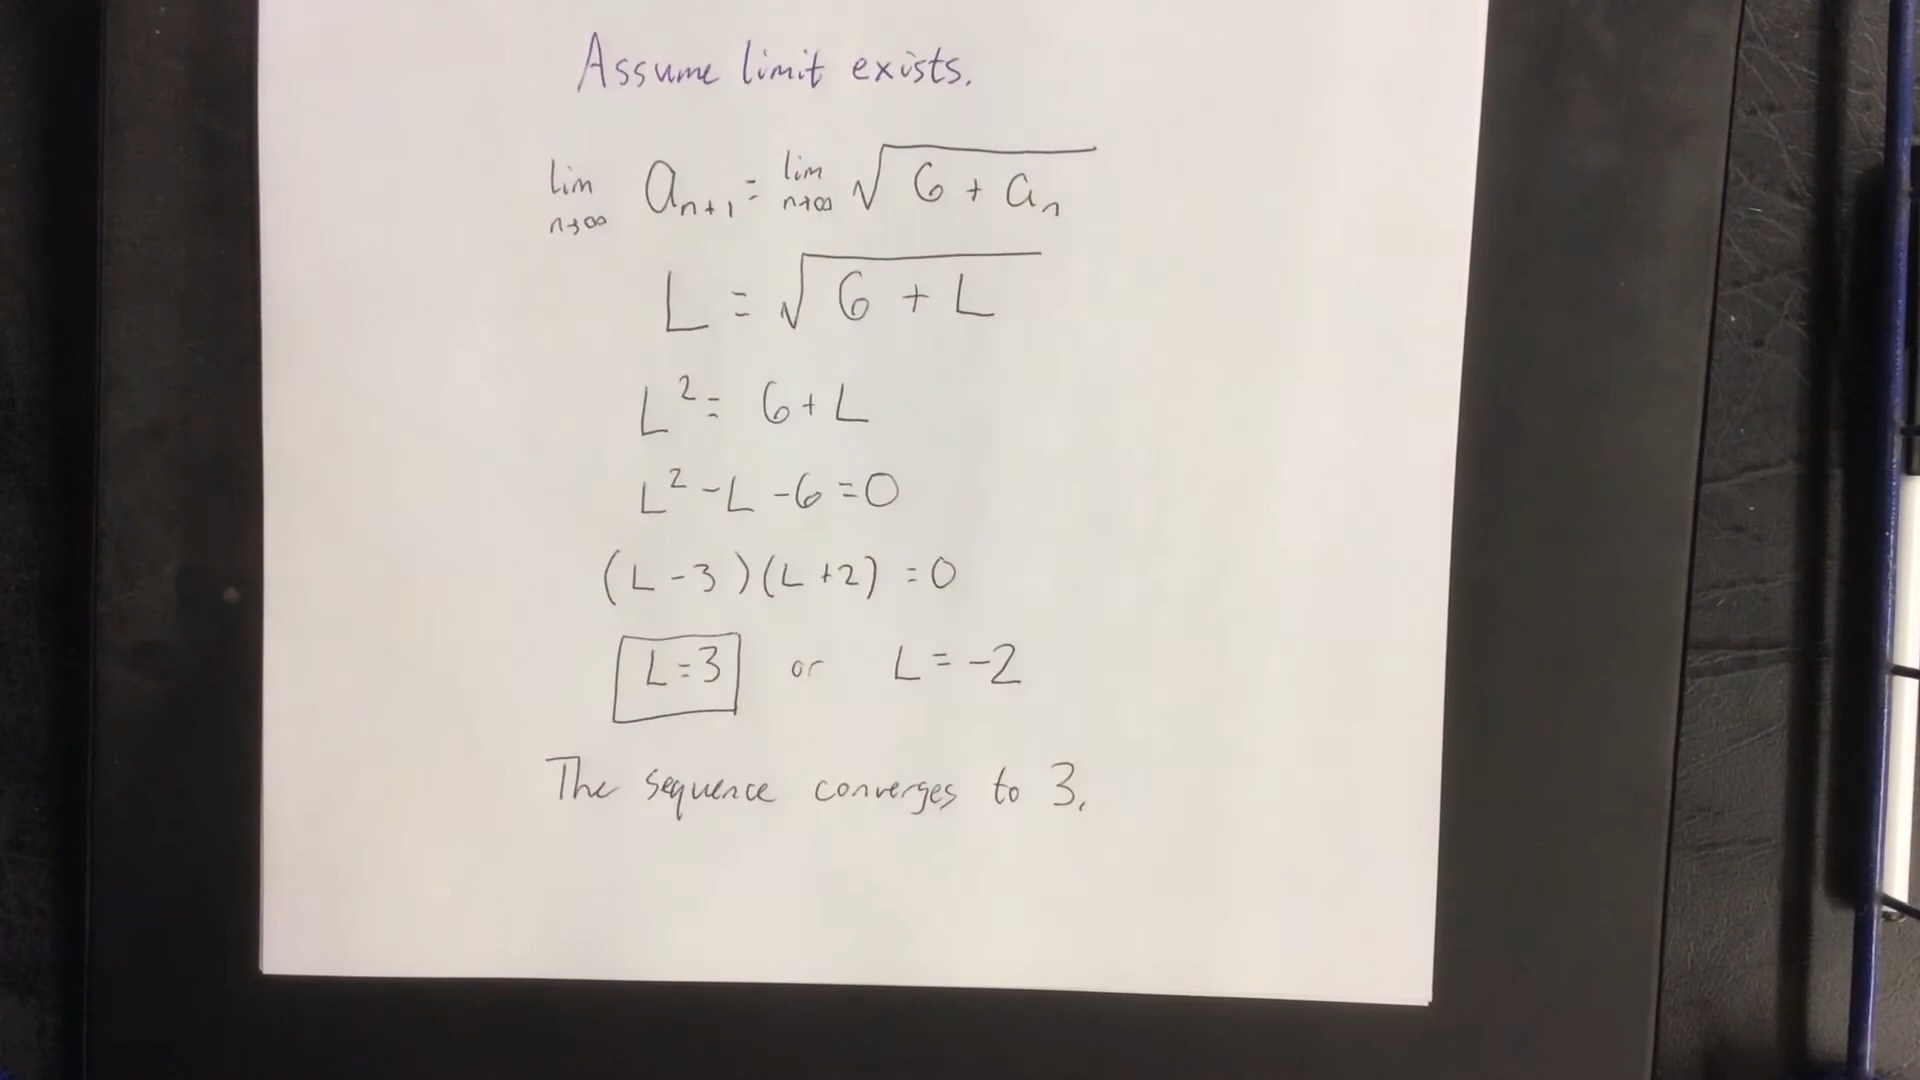 Assume limit exists.
lim n→∞ a_{n+1} = lim n→∞ √(6 + a_n)
L = √(6 + L)
L² = 6 + L
L² - L - 6 = 0
(L - 3)(L + 2) = 0
L = 3 or L = -2
The sequence converges to 3.